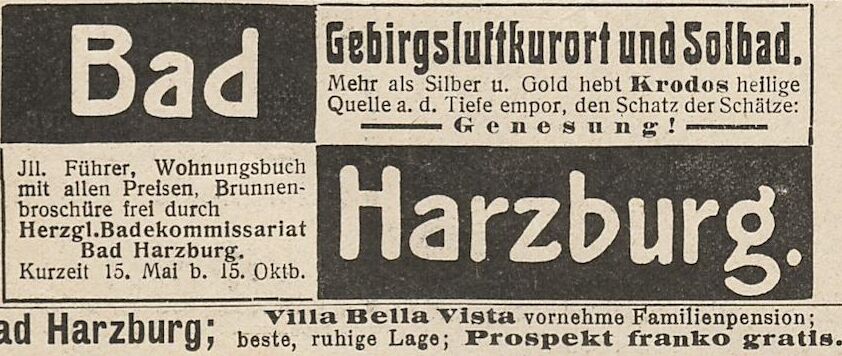 Bad
Gebirgsluftkurort und Solbad.
Mehr als Silber u. Gold hebt Krodos heilige
Quelle a. d. Tiefe empor, den Schatz der Schätze:
Genesung!
Jll. Führer, Wohnungsbuch
mit allen Preisen, Brunnen-
broschüre frei durch
Herzgl.Badekommissariat
Bad Harzburg.
Kurzeit 15. Mai b. 15. Oktb.
Harzburg.
ad Harzburg;
Villa Bella Vista vornehme Familienpension;
beste, ruhige Lage; Prospekt franko gratis.